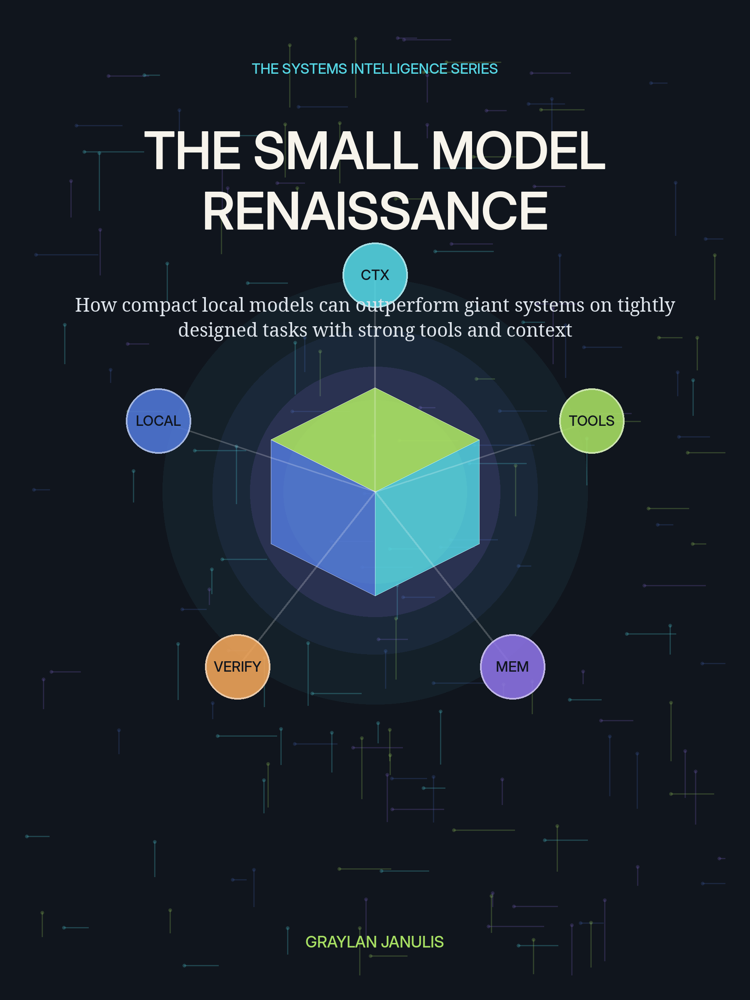 THE SYSTEMS INTELLIGENCE SERIES
THE SMALL MODEL
RENAISSANCE
CTX
How compact local models can outperform giant systems on tightly
designed tasks with strong tools and context
LOCAL
TOOLS
VERIFY
MEM
GRAYLAN JANULIS